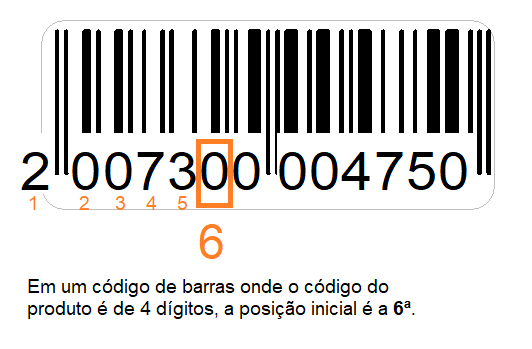 2 007300 004750
1 2 3 4 5
6
Em um código de barras onde o código do
produto é de 4 dígitos, a posição inicial é a 6ª.